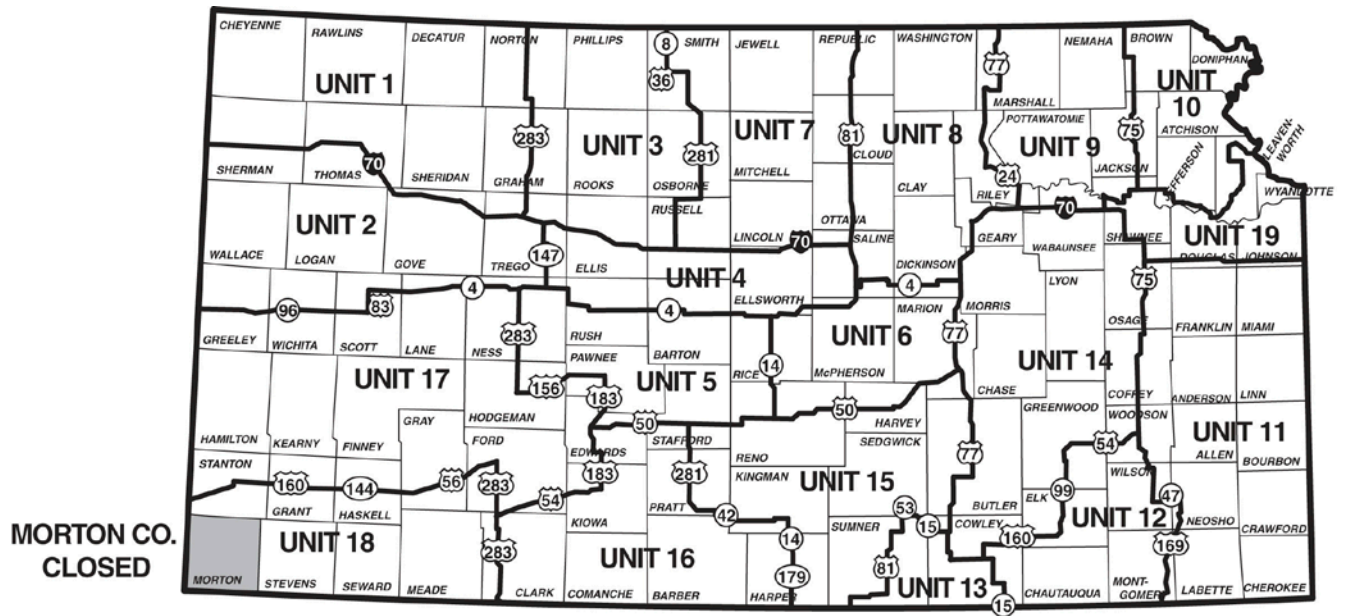 CHEYENNE
RAWLINS
DECATUR
NORTON
PHILLIPS
8
SMITH
JEWELL
REPUBLIC
WASHINGTON
77
NEMAHA
BROWN
DONIPHAN
UNIT 1
36
MARSHALL
UNIT
10
283
UNIT 3
281
UNIT 7
81
UNIT 8
POTTAWATOMIE
UNIT 9
75
ATCHISON
LEAVEN-
WORTH
CLOUD
JACKSON
JEFFERSON
70
SHERMAN
THOMAS
SHERIDAN
GRAHAM
ROOKS
OSBORNE
MITCHELL
CLAY
24
RILEY
WYANDOTTE
RUSSELL
70
UNIT 2
OTTAWA
LINCOLN
70
SALINE
GEARY
WABAUNSEE
SHAWNEE
UNIT 19
WALLACE
LOGAN
GOVE
TREGO
147
ELLIS
UNIT 4
DICKINSON
DOUGLAS
JOHNSON
LYON
75
96
83
4
4
ELLSWORTH
4
MARION
MORRIS
OSAGE
FRANKLIN
MIAMI
GREELEY
WICHITA
SCOTT
LANE
NESS
283
RUSH
BARTON
UNIT 6
77
PAWNEE
14
RICE
McPHERSON
UNIT 14
UNIT 17
156
183
UNIT 5
CHASE
COFFEY
ANDERSON
LINN
GRAY
HODGEMAN
50
50
HARVEY
GREENWOOD
WOODSON
HAMILTON
KEARNY
FINNEY
FORD
EDWARDS
STAFFORD
RENO
SEDGWICK
77
54
UNIT 11
ALLEN
BOURBON
STANTON
183
281
KINGMAN
WILSON
160
144
56
283
54
UNIT 15
BUTLER
ELK
99
47
GRANT
HASKELL
KIOWA
PRATT
42
SUMNER
53
15
COWLEY
160
UNIT 12
NEOSHO
CRAWFORD
MORTON CO.
CLOSED
UNIT 18
283
UNIT 16
14
169
179
81
UNIT 13
MORTON
STEVENS
SEWARD
MEADE
CLARK
COMANCHE
BARBER
HARPER
15
CHAUTAUQUA
MONT-
GOMERY
LABETTE
CHEROKEE